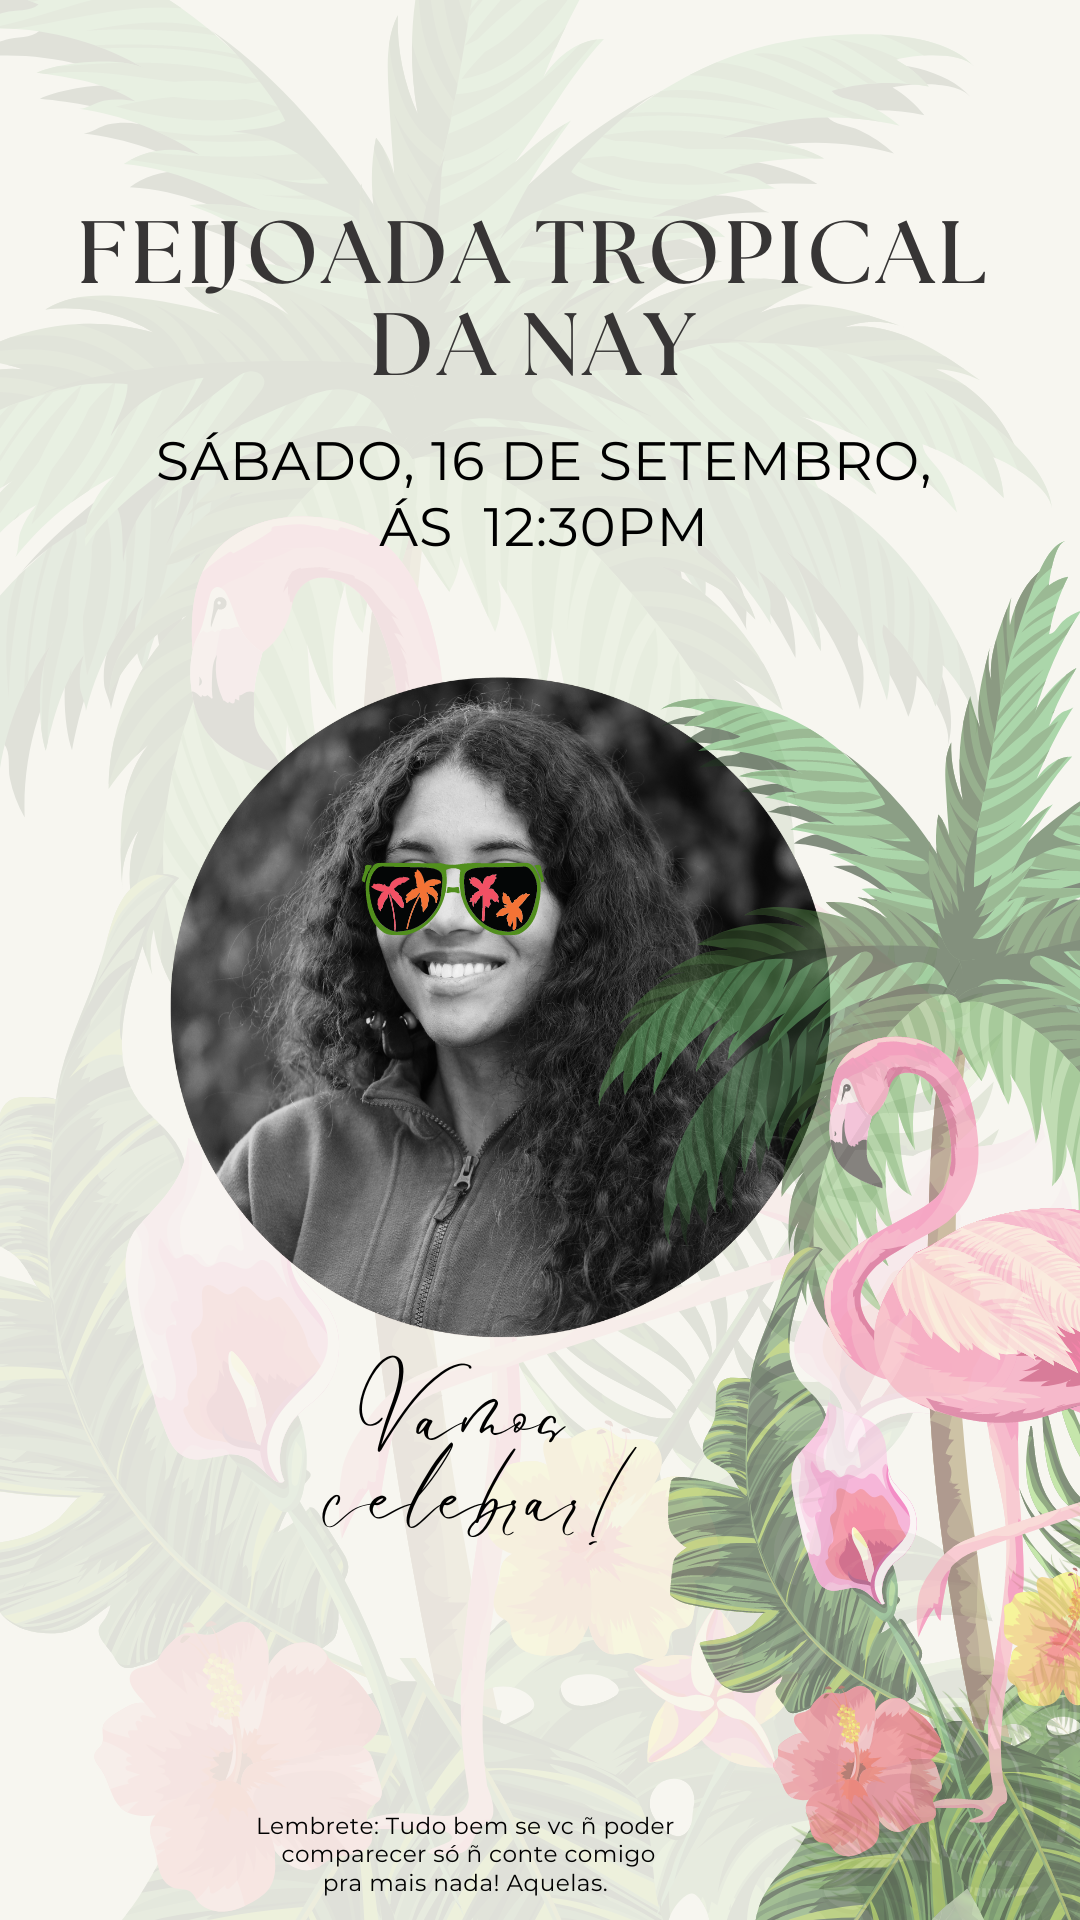 FEIJOADA TROPICAL
DA NAY
SÁBADO, 16 DE SETEMBRO,
ÁS 12:30PM
Vamos
celebrar!
Lembrete: Tudo bem se vc ñ poder
comparecer só ñ conte comigo
pra mais nada! Aquelas.